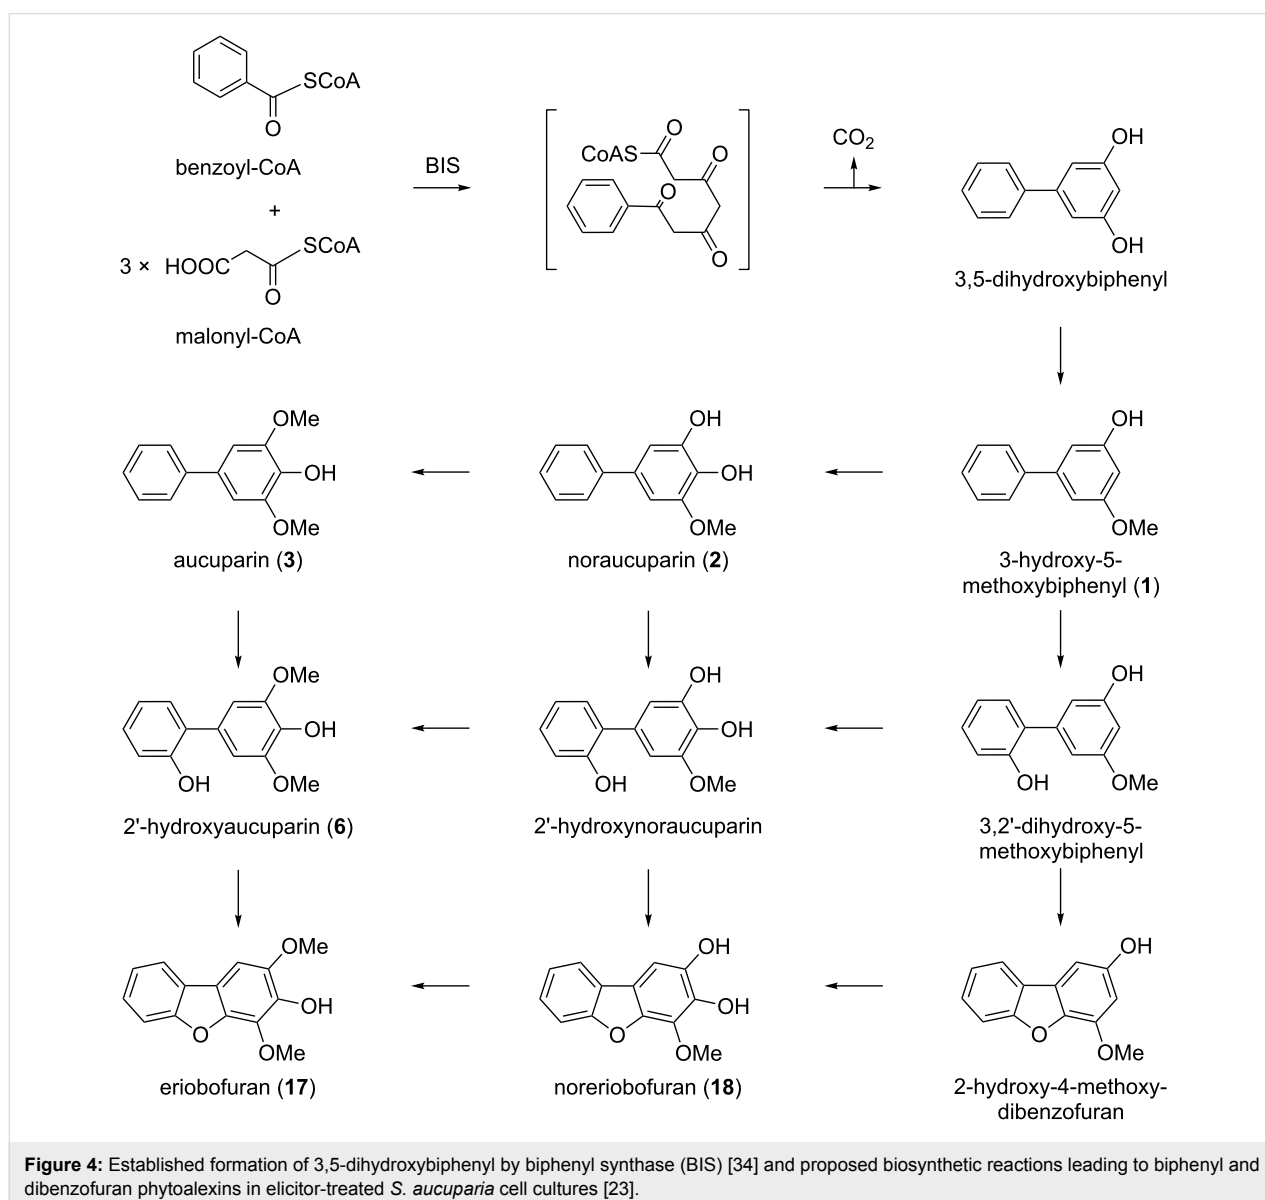 SCoA
O
benzoyl-CoA
+
3 × HOOC
SCoA
O
malonyl-CoA
BIS
O
CoAS
O
O
O
CO2
OH
OH
3,5-dihydroxybiphenyl
OMe
OH
OMe
aucuparin (3)
OH
OH
OMe
noraucuparin (2)
OH
OMe
3-hydroxy-5-
methoxybiphenyl (1)
OMe
OH
OH
OMe
2'-hydroxyaucuparin (6)
OH
OH
OH
OMe
2'-hydroxynoraucuparin
OH
OH
OMe
3,2'-dihydroxy-5-
methoxybiphenyl
OMe
OH
O
OMe
eriobofuran (17)
OH
OH
O
OMe
noreriobofuran (18)
OH
O
OMe
2-hydroxy-4-methoxy-
dibenzofuran
Figure 4: Established formation of 3,5-dihydroxybiphenyl by biphenyl synthase (BIS) [34] and proposed biosynthetic reactions leading to biphenyl and
dibenzofuran phytoalexins in elicitor-treated S. aucuparia cell cultures [23].